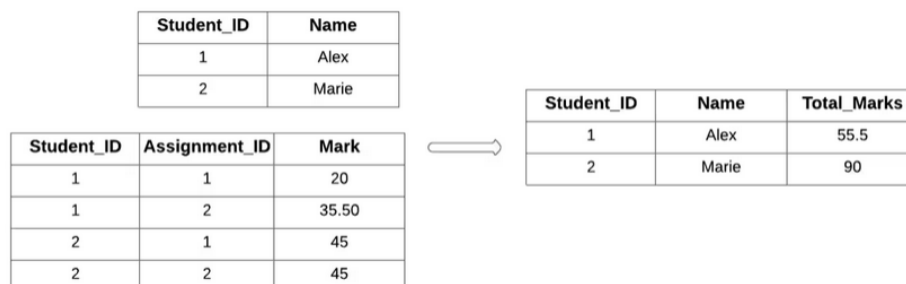 Student_ID Name
1 Alex
2 Marie
Student_ID Assignment_ID Mark
1 1 20
1 2 35.50
2 1 45
2 2 45
Student_ID Name Total_Marks
1 Alex 55.5
2 Marie 90